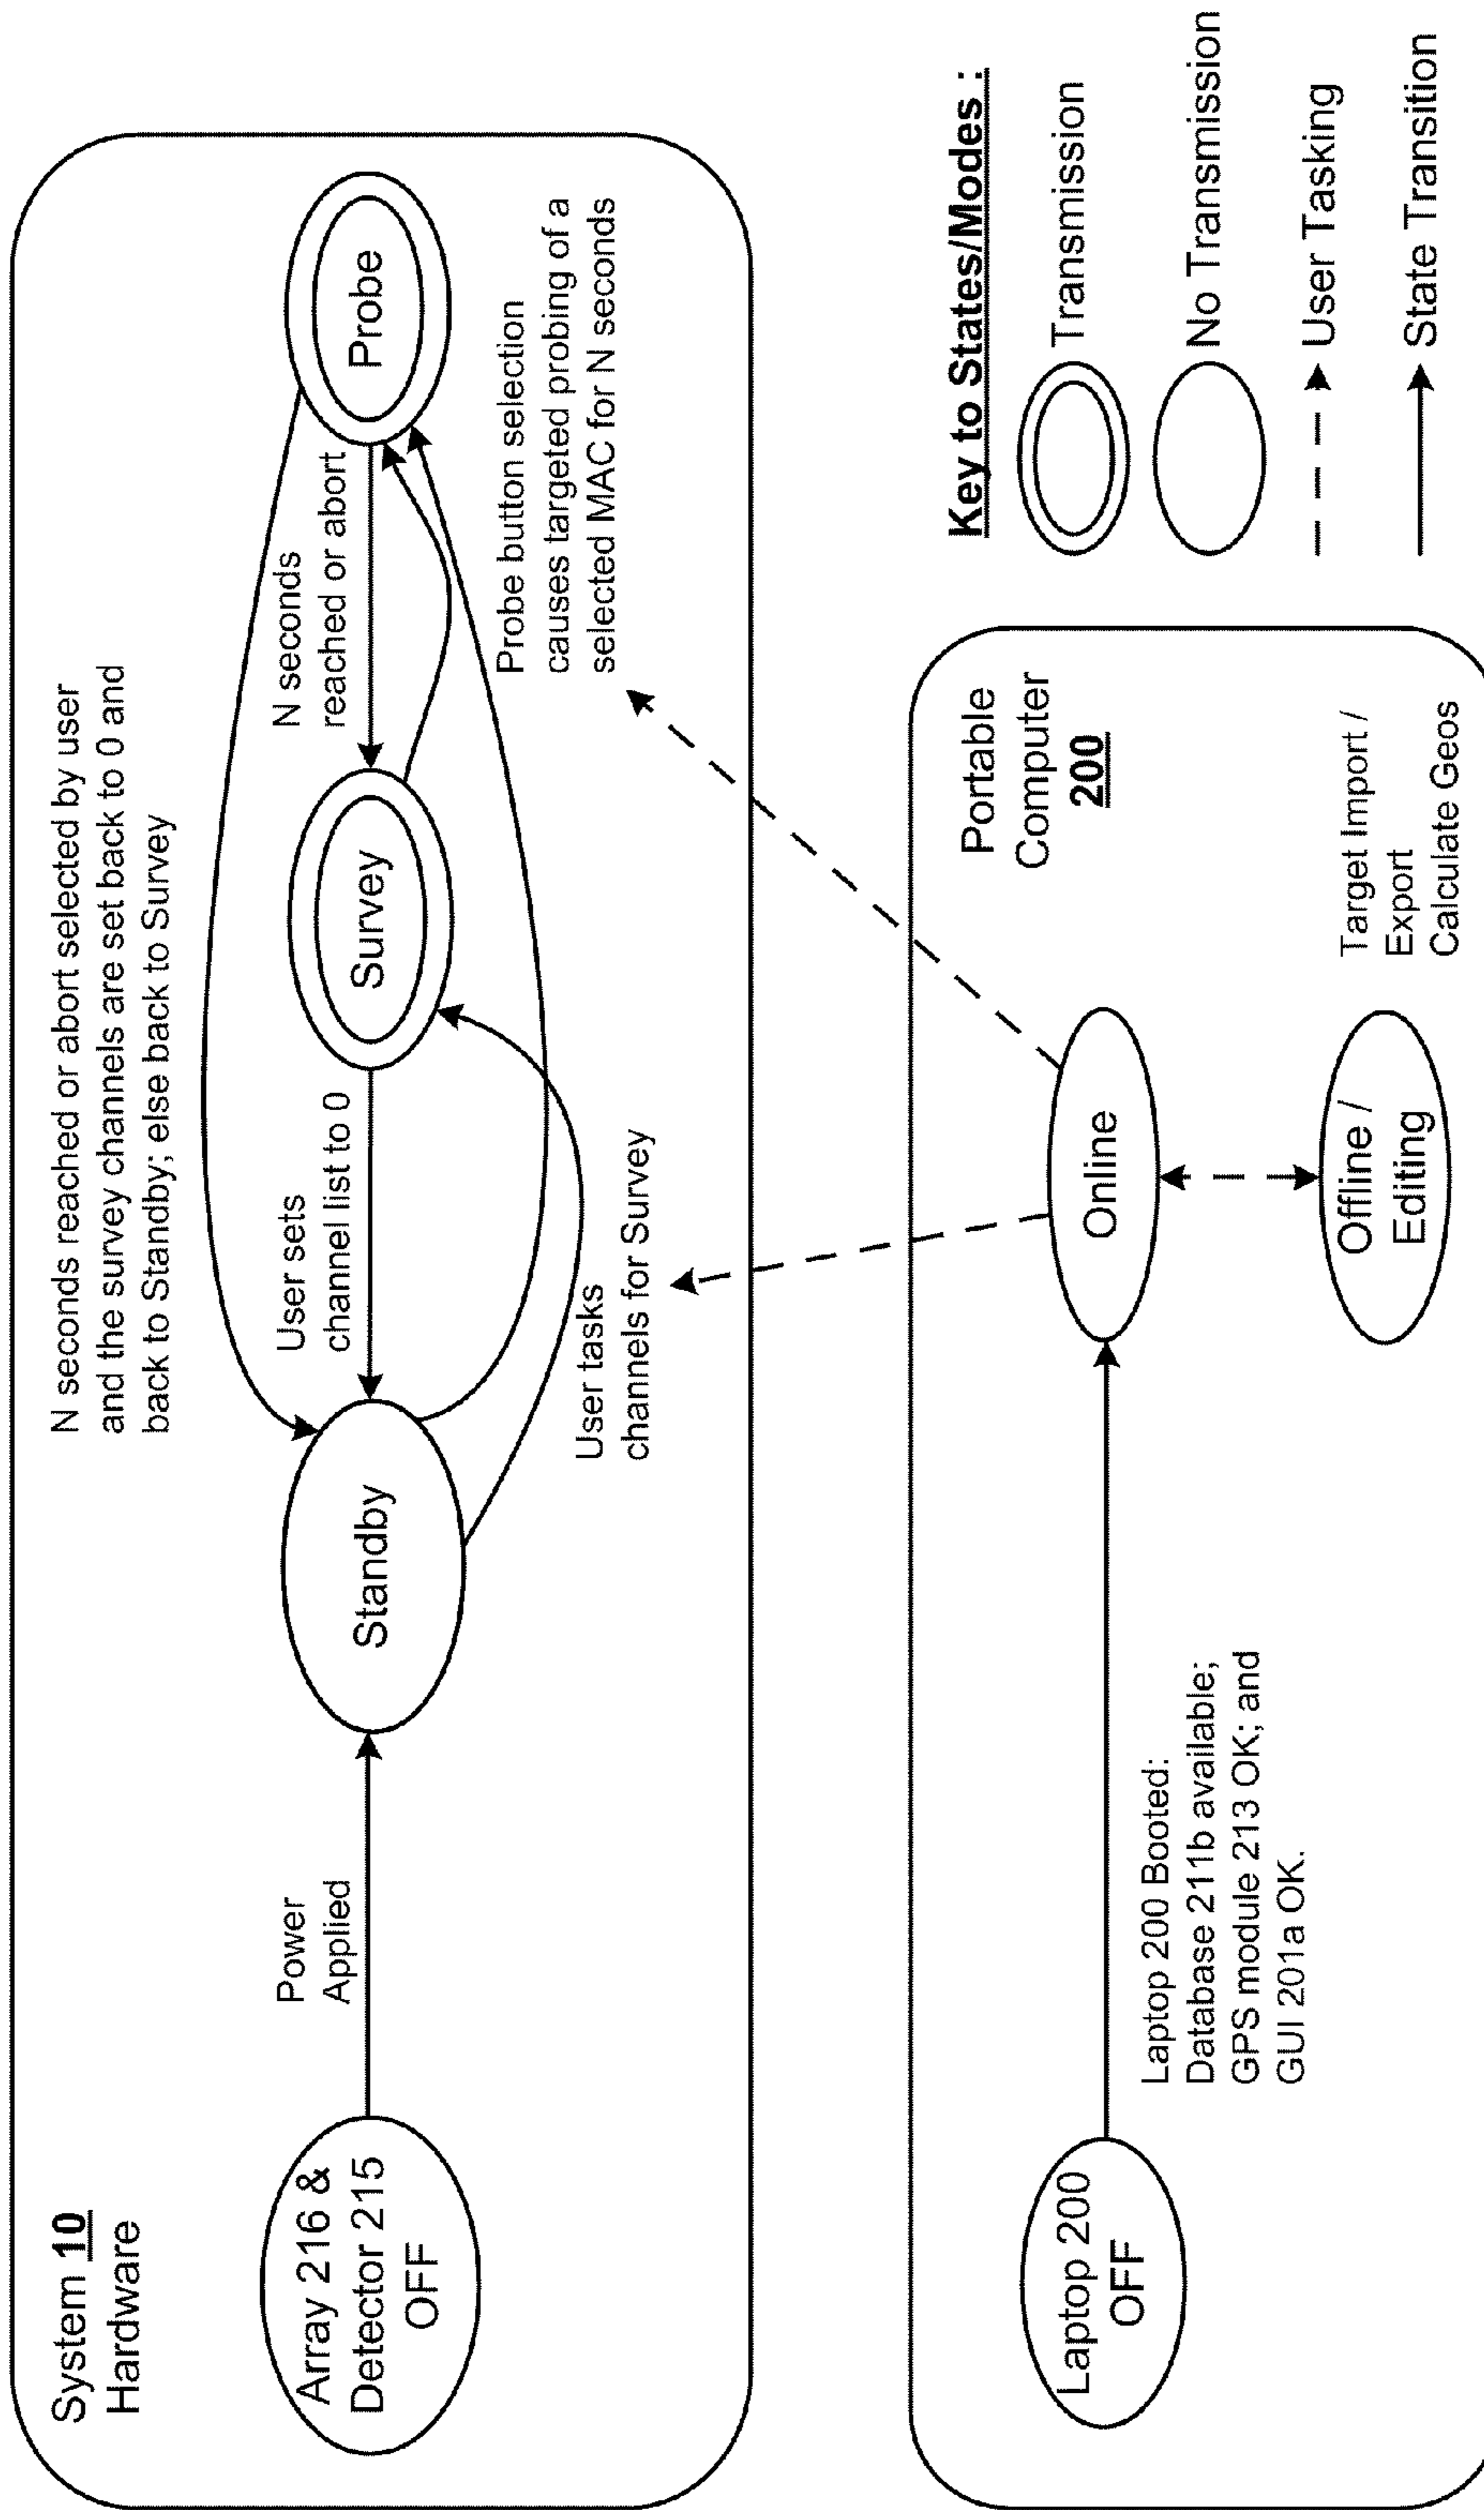 System 10
Hardware
N seconds reached or abort selected by user
and the survey channels are set back to 0 and
back to Standby; else back to Survey
Array 216 &
Detector 215
OFF
Power
Applied
Standby
User sets
channel list to 0
Survey
N seconds
reached or abort
Probe
User tasks
channels for Survey
Probe button selection
causes targeted probing of a
selected MAC for N seconds
Laptop 200
OFF
Laptop 200 Booted:
Database 211b available;
GPS module 213 OK; and
GUI 201a OK.
Online
Offline /
Editing
Portable
Computer
200
Target Import /
Export
Calculate Geos
Key to States/Modes :
Transmission
No Transmission
User Tasking
State Transition